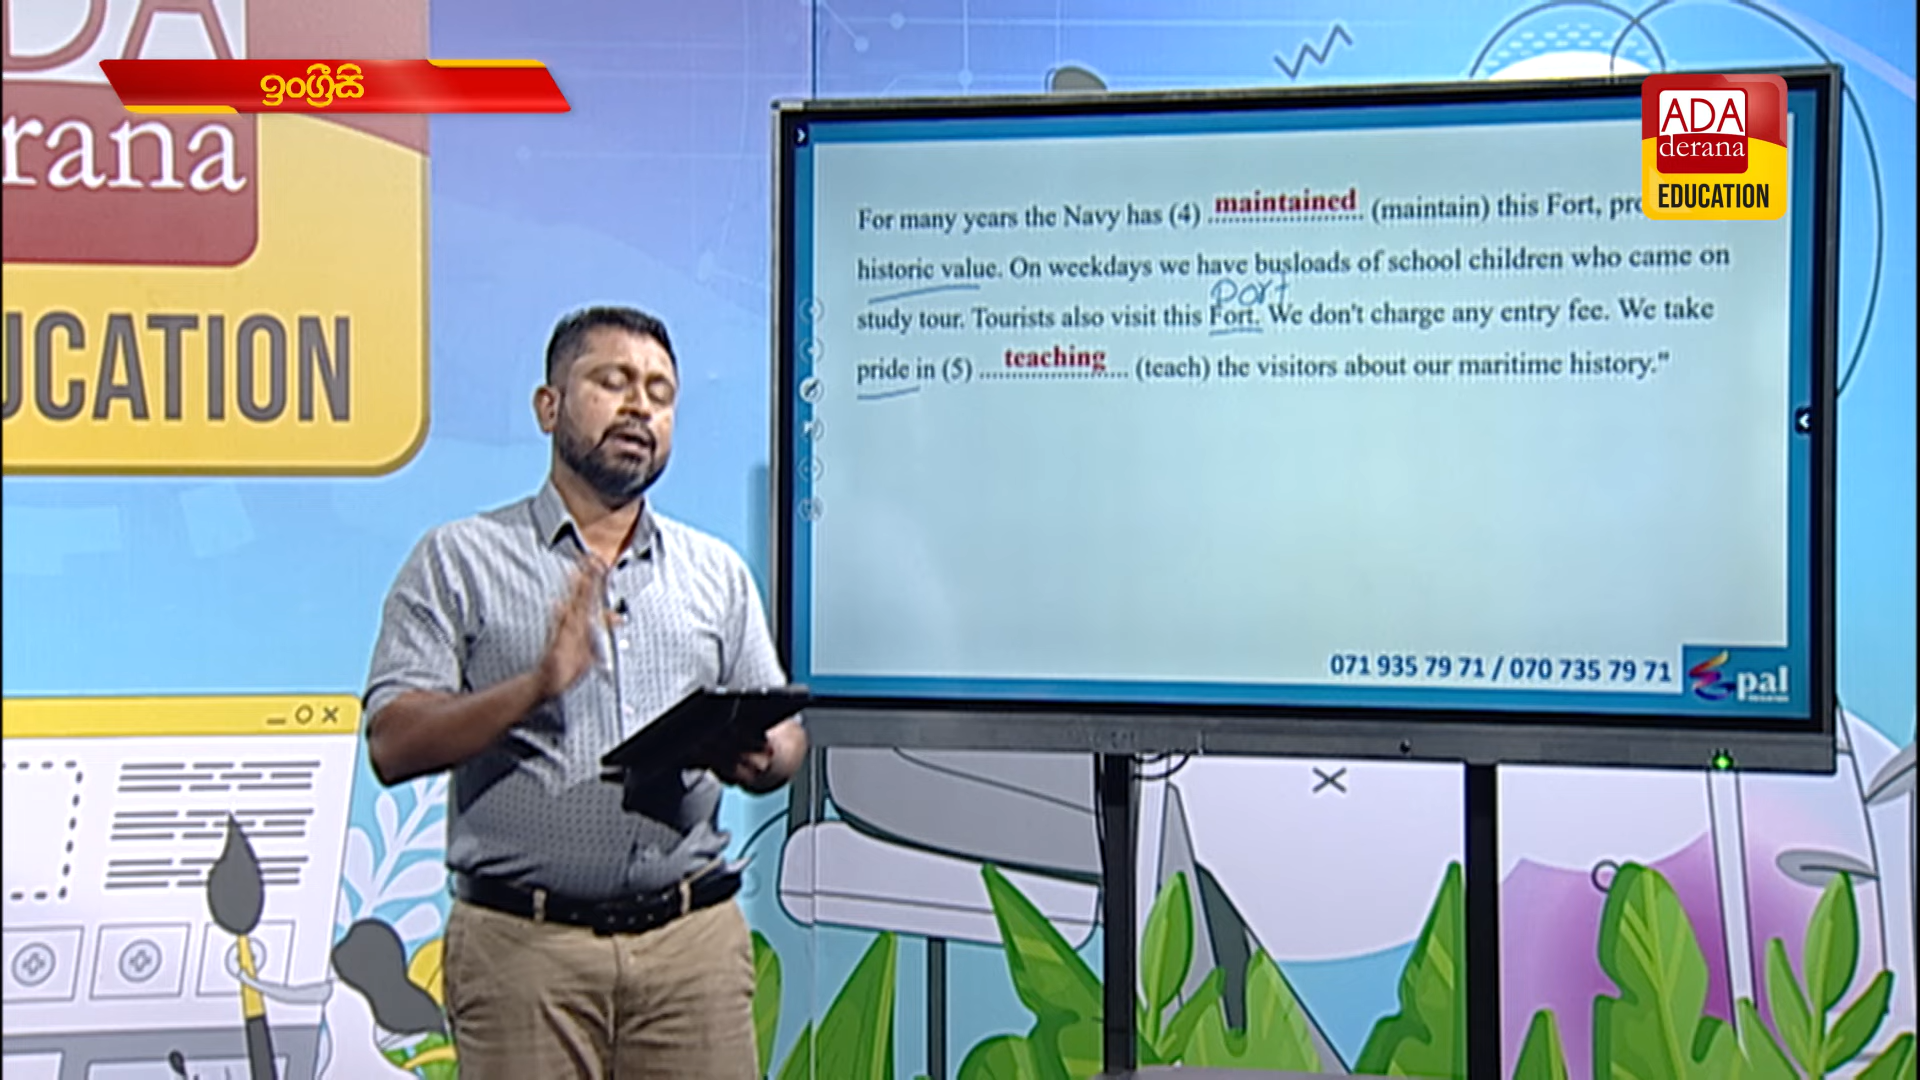 DA
ඉංග්‍රීසි
rana
UCATION
ADA
derana
EDUCATION
For many years the Navy has (4) maintained (maintain) this Fort,
historic value. On weekdays we have busloads of school children who came on
Port
study tour. Tourists also visit this Fort. We don't charge any entry fee. We take
pride in (5) teaching (teach) the visitors about our maritime history."
071 935 79 71 / 070 735 79 71
pal